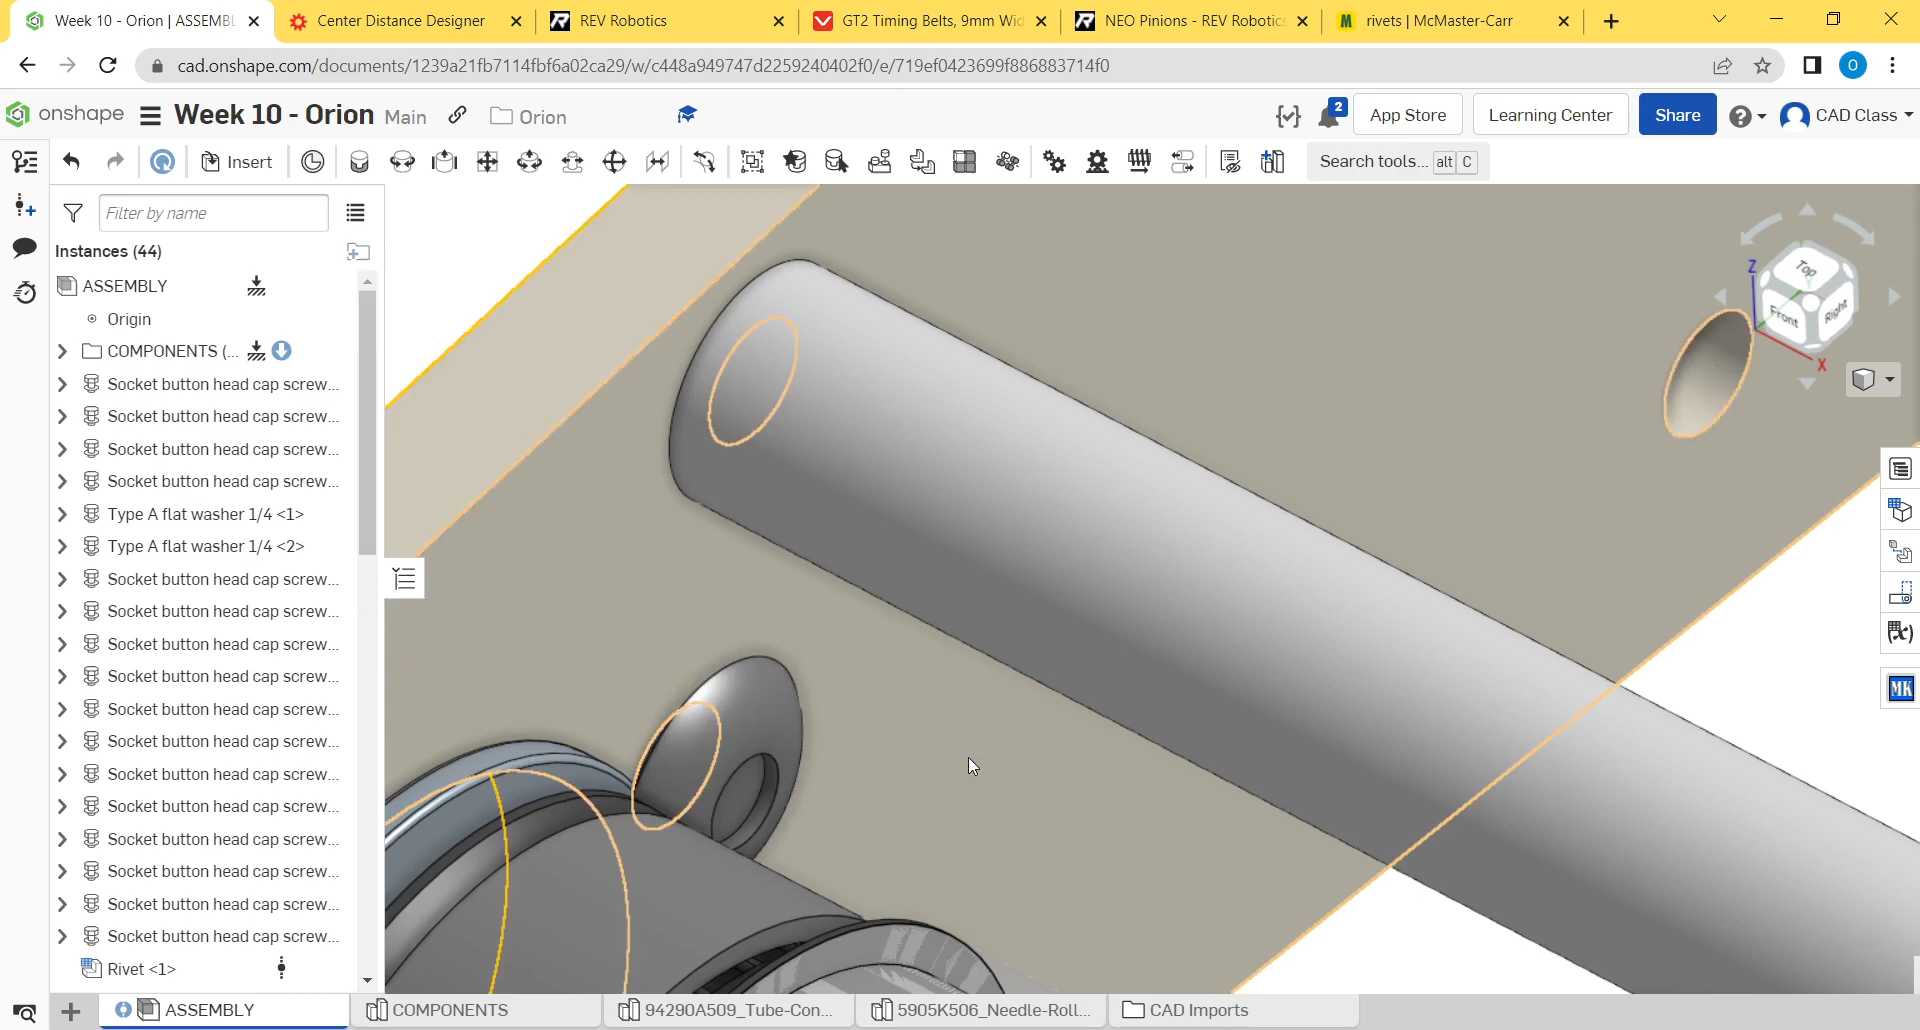 Week 10 - Orion | ASSEMBL
Center Distance Designer
REV Robotics
GT2 Timing Belts, 9mm Wid
NEO Pinions - REV Robotics
rivets | McMaster-Carr
cad.onshape.com/documents/1239a21fb7114fbf6a02ca29/w/c448a949747d2259240402f0/e/719ef0423699f886883714f0
O
onshape
Week 10 - Orion Main
Orion
2
App Store
Learning Center
Share
CAD Class
Insert
Search tools... alt C
Filter by name
Instances (44)
ASSEMBLY
Origin
COMPONENTS (...
Socket button head cap screw...
Socket button head cap screw...
Socket button head cap screw...
Socket button head cap screw...
Type A flat washer 1/4 <1>
Type A flat washer 1/4 <2>
Socket button head cap screw...
Socket button head cap screw...
Socket button head cap screw...
Socket button head cap screw...
Socket button head cap screw...
Socket button head cap screw...
Socket button head cap screw...
Socket button head cap screw...
Socket button head cap screw...
Socket button head cap screw...
Socket button head cap screw...
Socket button head cap screw...
Rivet <1>
Z
Top
Front
Right
X
(x)
MK
ASSEMBLY
COMPONENTS
94290A509_Tube-Con...
5905K506_Needle-Roll...
CAD Imports